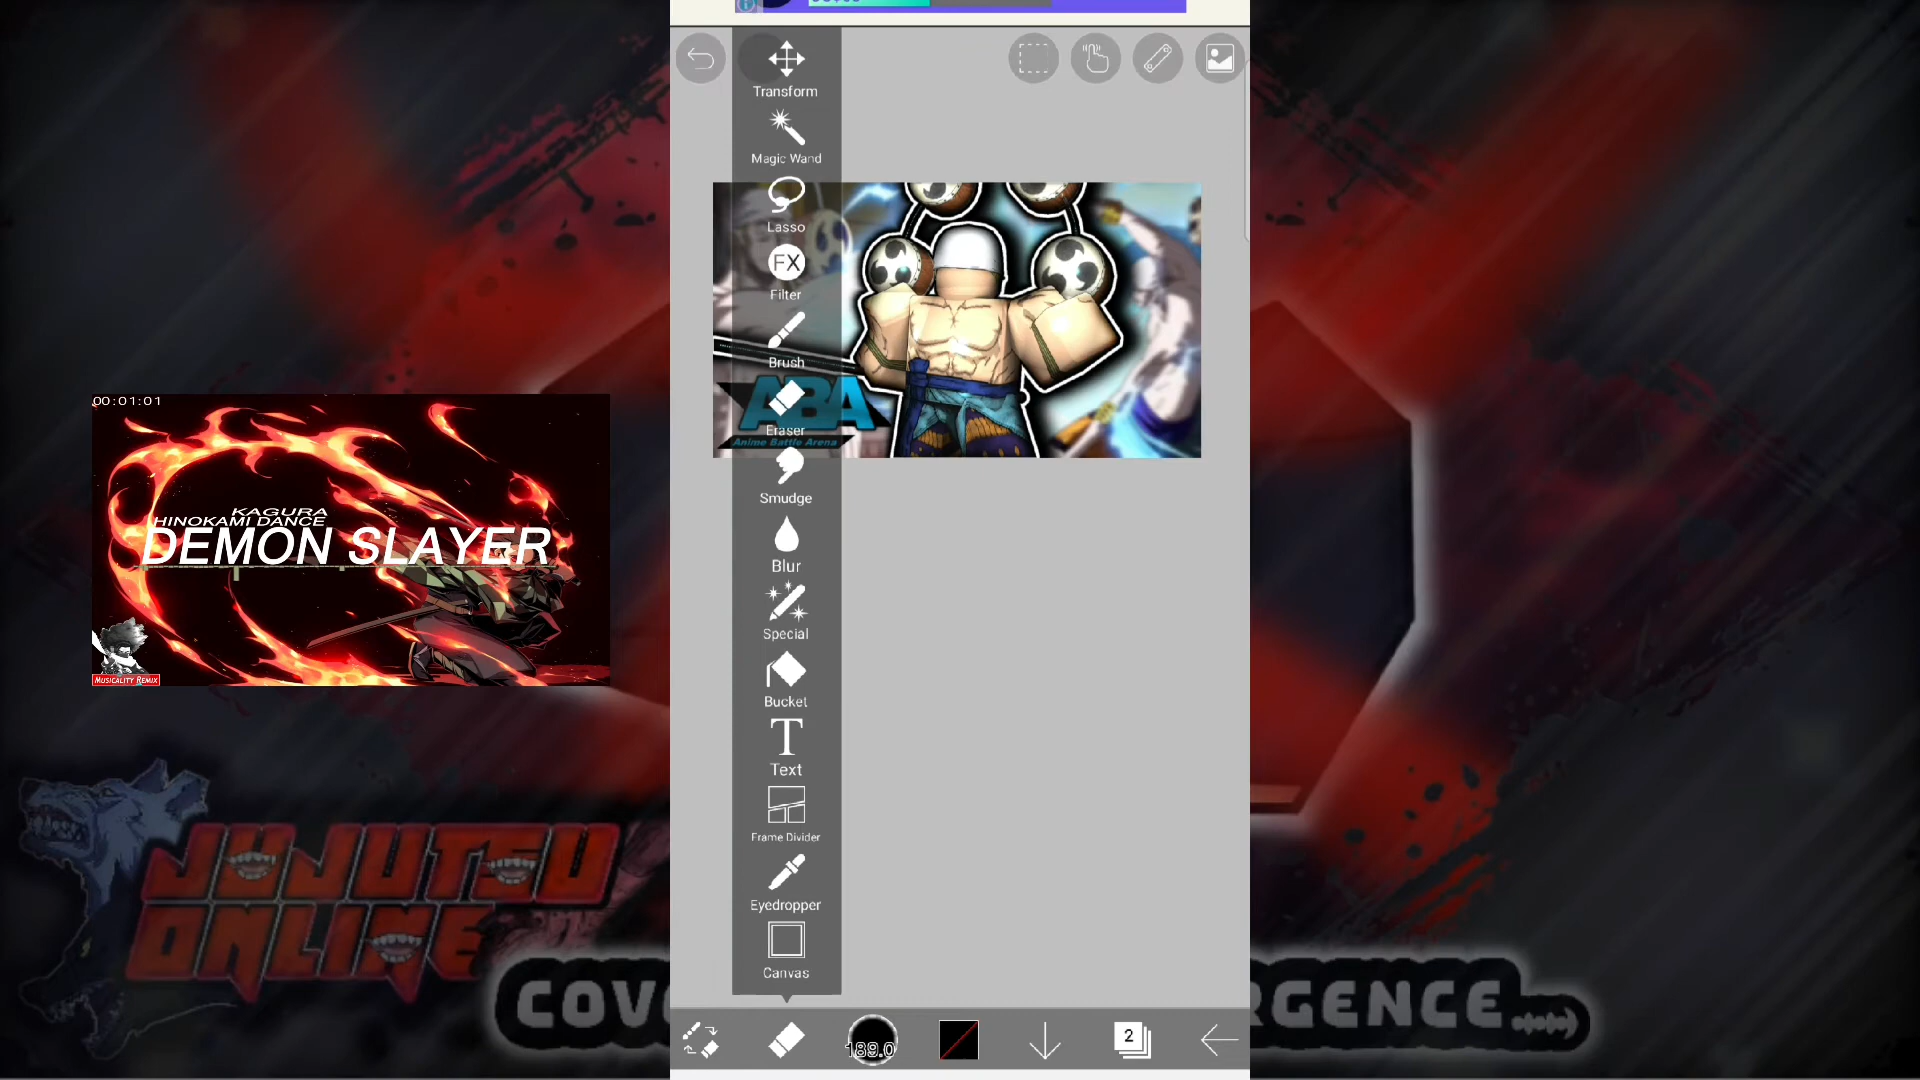 Transform
Magic Wand
Lasso
FX
Filter
Brush
Eraser
Smudge
Blur
Special
Bucket
T
Text
Frame Divider
Eyedropper
Canvas
189.0
2
ABA
Anime Battle Arena
00:01:01
KAGURA
HINOKAMI DANCE
DEMON SLAYER
MUSICALITY REMIX
JUJUTSU
ONLINE
COV
RGENCE